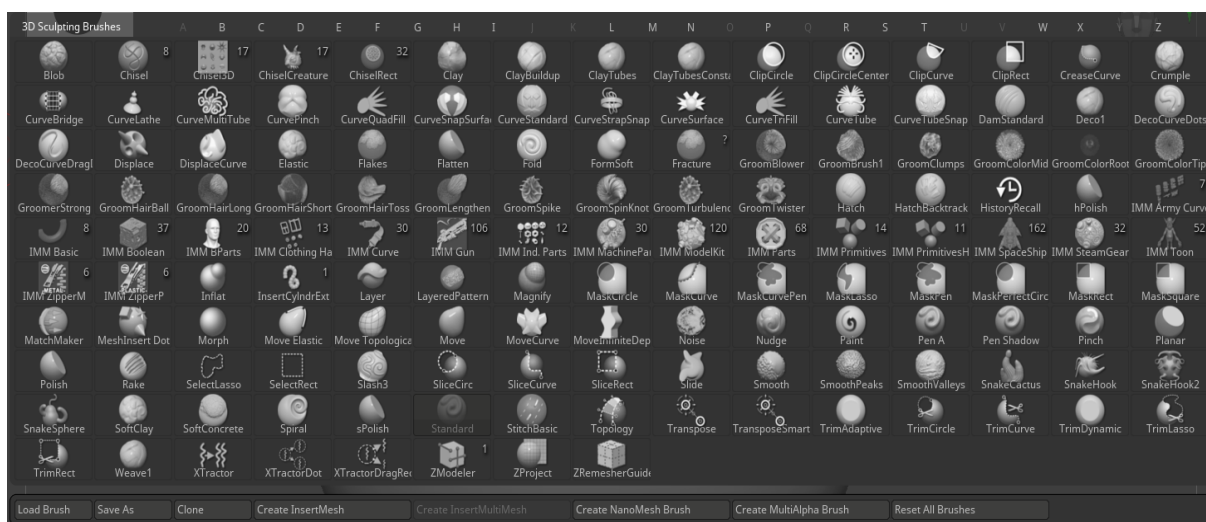 3D Sculpting Brushes A B C D E F G H I J K L M N O P Q R S T U V W X Y Z
8 17 17 32
Blob Chisel Chisel3D ChiselCreature ChiselRect Clay ClayBuildup ClayTubes ClayTubesConsta ClipCircle ClipCircleCenter ClipCurve ClipRect CreaseCurve Crumple
CurveBridge CurveLathe CurveMultiTube CurvePinch CurveQuadFill CurveSnapSurfa CurveStandard CurveStrapSnap CurveSurface CurveTriFill CurveTube CurveTubeSnap DamStandard Deco1 DecoCurveDots
?
DecoCurveDragD Displace DisplaceCurve Elastic Flakes Flatten Fold FormSoft Fracture GroomBlower GroomBrush1 GroomClumps GroomColorMid GroomColorRoot GroomColorTip
7
GroomerStrong GroomHairBall GroomHairLong GroomHairShort GroomHairToss GroomLengthen GroomSpike GroomSpinKnot GroomTurbulenc GroomTwister Hatch HatchBacktrack HistoryRecall hPolish IMM Army Curv
8 37 20 13 30 106 12 30 120 68 14 11 162 32 52
IMM Basic IMM Boolean IMM BParts IMM Clothing Ha IMM Curve IMM Gun IMM Ind. Parts IMM MachinePar IMM ModelKit IMM Parts IMM Primitives IMM PrimitivesH IMM SpaceShip IMM SteamGear IMM Toon
6 6 1
IMM ZipperM IMM ZipperP Inflat InsertCylndrExt Layer LayeredPattern Magnify MaskCircle MaskCurve MaskCurvePen MaskLasso MaskPen MaskPerfectCirc MaskRect MaskSquare
MatchMaker MeshInsert Dot Morph Move Elastic Move Topologica Move MoveCurve MoveInfiniteDep Noise Nudge Paint Pen A Pen Shadow Pinch Planar
Polish Rake SelectLasso SelectRect Slash3 SliceCirc SliceCurve SliceRect Slide Smooth SmoothPeaks SmoothValleys SnakeCactus SnakeHook SnakeHook2
SnakeSphere SoftClay SoftConcrete Spiral sPolish Standard StitchBasic Topology Transpose TransposeSmart TrimAdaptive TrimCircle TrimCurve TrimDynamic TrimLasso
1
TrimRect Weave1 XTractor XTractorDot XTractorDragRec ZModeler ZProject ZRemesherGuide
Load Brush Save As Clone Create InsertMesh Create InsertMultiMesh Create NanoMesh Brush Create MultiAlpha Brush Reset All Brushes